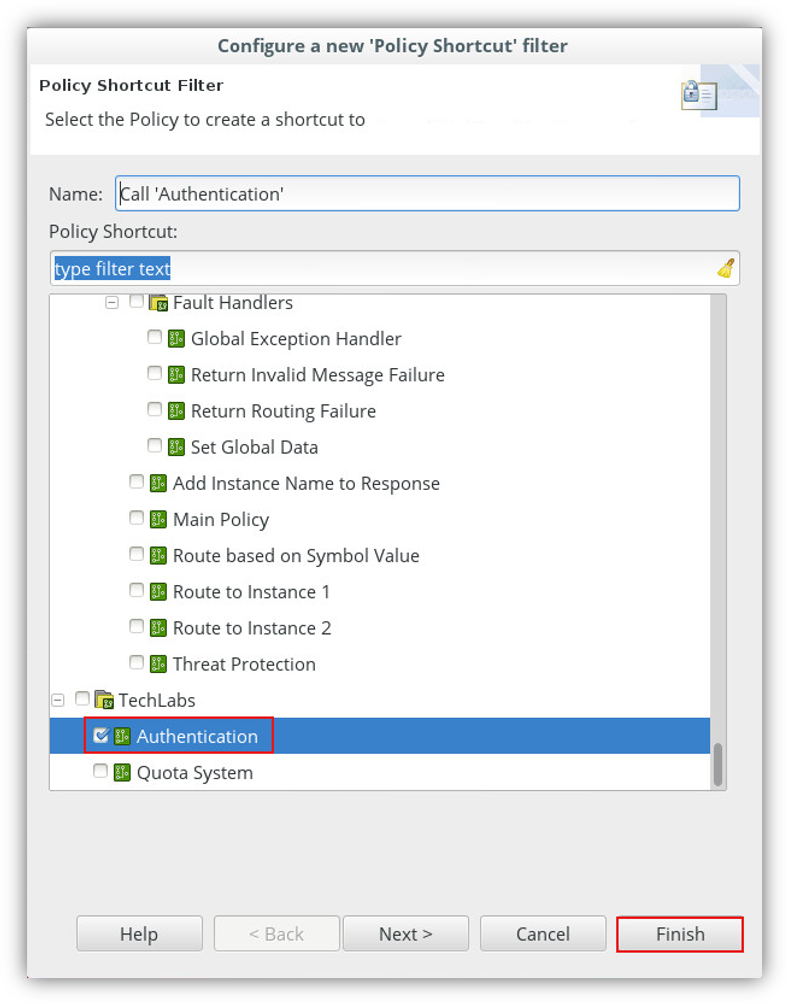 Configure a new 'Policy Shortcut' filter
Policy Shortcut Filter
Select the Policy to create a shortcut to
Name: Call 'Authentication'
Policy Shortcut:
type filter text
Fault Handlers
Global Exception Handler
Return Invalid Message Failure
Return Routing Failure
Set Global Data
Add Instance Name to Response
Main Policy
Route based on Symbol Value
Route to Instance 1
Route to Instance 2
Threat Protection
TechLabs
Authentication
Quota System
Help < Back Next > Cancel Finish